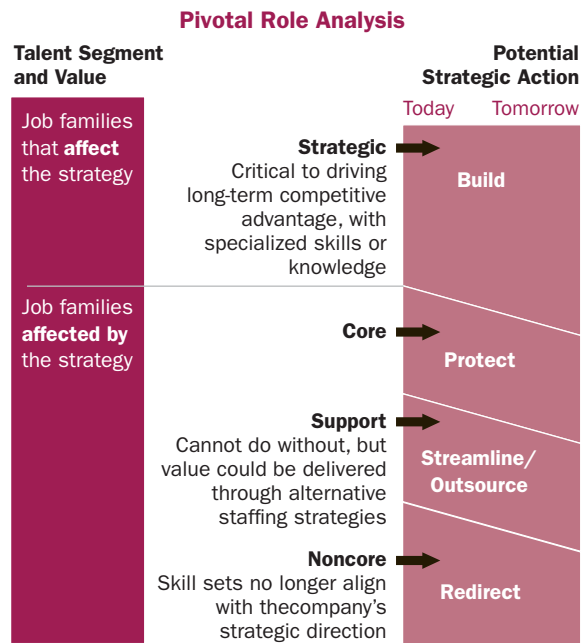 Pivotal Role Analysis
Talent Segment
and Value
Potential
Strategic Action
Today Tomorrow
Job families
that affect
the strategy
Strategic
Critical to driving
long-term competitive
advantage, with
specialized skills or
knowledge
Build
Job families
affected by
the strategy
Core
Protect
Support
Cannot do without, but
value could be delivered
through alternative
staffing strategies
Streamline/
Outsource
Noncore
Skill sets no longer align
with thecompany's
strategic direction
Redirect